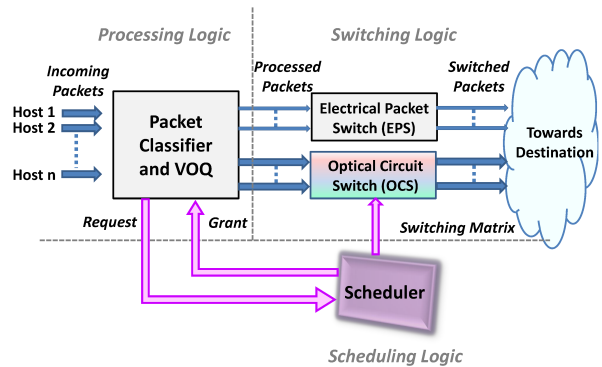 Processing Logic
Switching Logic
Incoming
Packets
Processed
Packets
Switched
Packets
Host 1
Host 2
Host n
Packet
Classifier
and VOQ
Electrical Packet
Switch (EPS)
Optical Circuit
Switch (OCS)
Towards
Destination
Request
Grant
Switching Matrix
Scheduler
Scheduling Logic